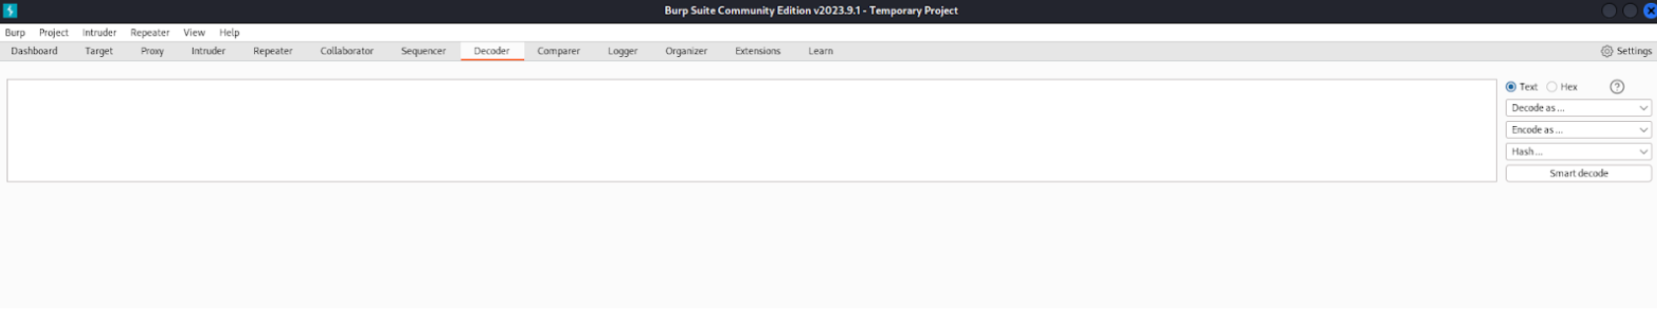 Burp Suite Community Edition v2023.9.1 - Temporary Project
Burp Project Intruder Repeater View Help
Dashboard Target Proxy Intruder Repeater Collaborator Sequencer Decoder Comparer Logger Organizer Extensions Learn Settings
Text Hex ?
Decode as ...
Encode as ...
Hash ...
Smart decode